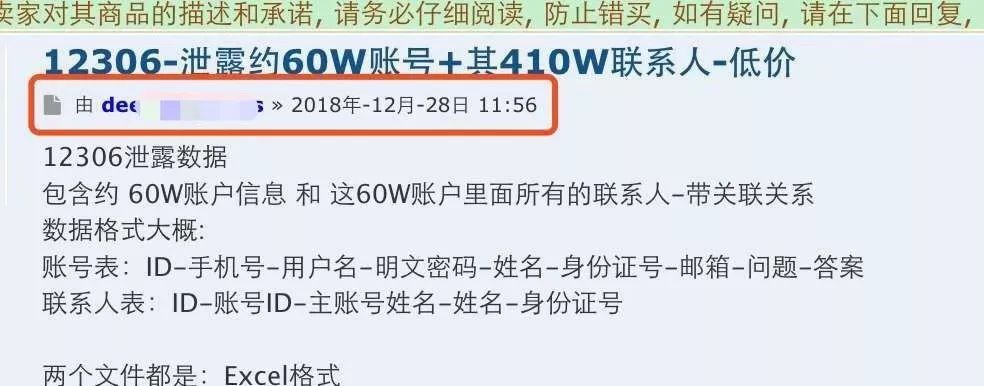 卖家对其商品的描述和承诺, 请务必仔细阅读, 防止错买, 如有疑问, 请在下面回复,
12306-泄露约60W账号+其410W联系人-低价
由 dee s » 2018年-12月-28日 11:56
12306泄露数据
包含约 60W账户信息 和 这60W账户里面所有的联系人-带关联关系
数据格式大概:
账号表：ID-手机号-用户名-明文密码-姓名-身份证号-邮箱-问题-答案
联系人表：ID-账号ID-主账号姓名-姓名-身份证号
两个文件都是：Excel格式